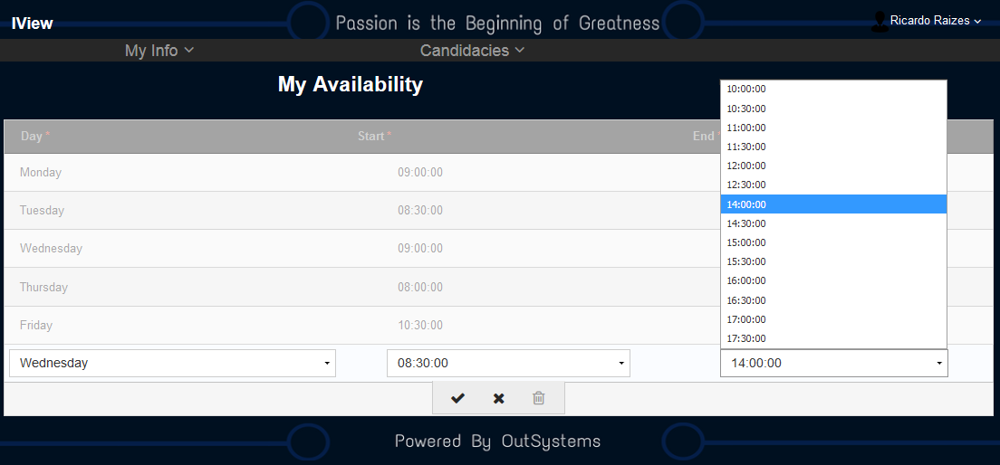 IView
Passion is the Beginning of Greatness
Ricardo Raizes
My Info
Candidacies
My Availability
Day * Start * End *
Monday 09:00:00
Tuesday 08:30:00
Wednesday 09:00:00
Thursday 08:00:00
Friday 10:30:00
10:00:00
10:30:00
11:00:00
11:30:00
12:00:00
12:30:00
14:00:00
14:30:00
15:00:00
15:30:00
16:00:00
16:30:00
17:00:00
17:30:00
Wednesday 08:30:00 14:00:00
Powered By OutSystems